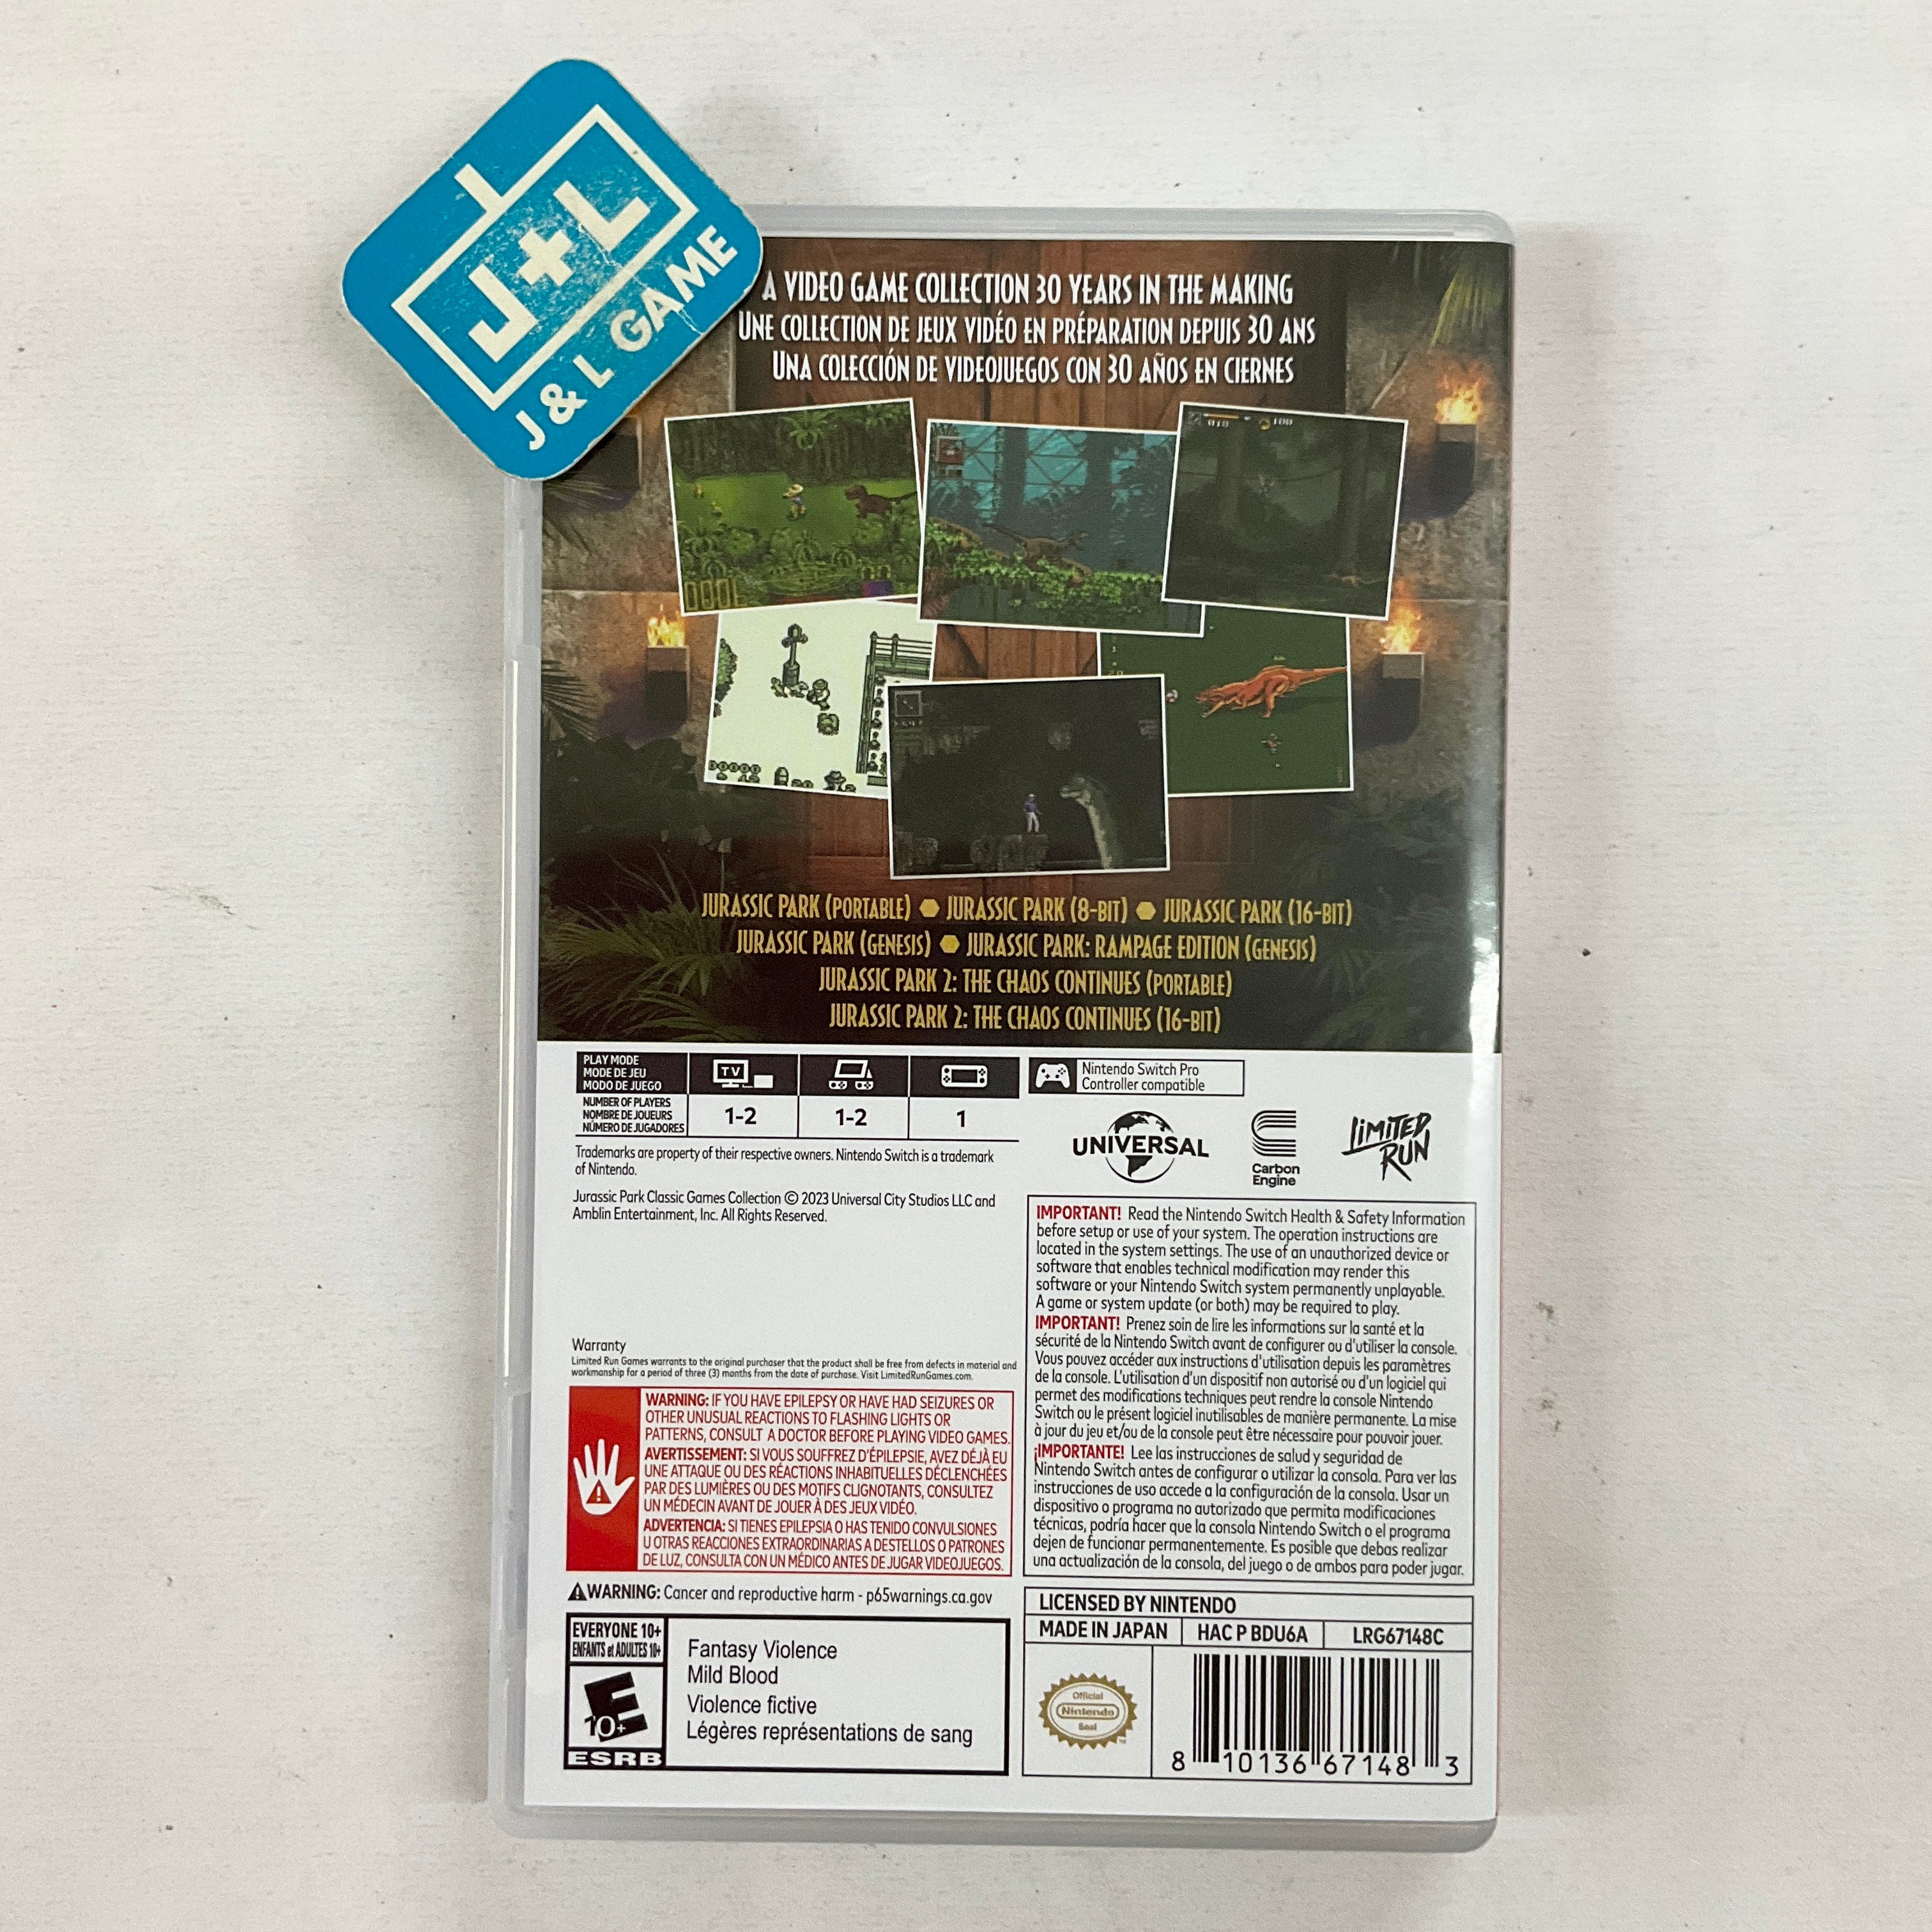 J+L
J & L GAME
A VIDEO GAME COLLECTION 30 YEARS IN THE MAKING
UNE COLLECTION DE JEUX VIDÉO EN PRÉPARATION DEPUIS 30 ANS
UNA COLECCIÓN DE VIDEOJUEGOS CON 30 AÑOS EN CIERNES
JURASSIC PARK (PORTABLE) JURASSIC PARK (8-BIT) JURASSIC PARK (16-BIT)
JURASSIC PARK (GENESIS) JURASSIC PARK: RAMPAGE EDITION (GENESIS)
JURASSIC PARK 2: THE CHAOS CONTINUES (PORTABLE)
JURASSIC PARK 2: THE CHAOS CONTINUES (16-BIT)
PLAY MODE
MODE DE JEU
MODO DE JUEGO
TV
NUMBER OF PLAYERS
NOMBRE DE JOUEURS
NÚMERO DE JUGADORES
1-2
1-2
1
Nintendo Switch Pro
Controller compatible
Trademarks are property of their respective owners. Nintendo Switch is a trademark
of Nintendo.
Jurassic Park Classic Games Collection © 2023 Universal City Studios LLC and
Amblin Entertainment, Inc. All Rights Reserved.
UNIVERSAL
Carbon
Engine
LIMITED
RUN
Warranty
Limited Run Games warrants to the original purchaser that the product shall be free from defects in material and
workmanship for a period of three (3) months from the date of purchase. Visit LimitedRunGames.com.
WARNING: IF YOU HAVE EPILEPSY OR HAVE HAD SEIZURES OR
OTHER UNUSUAL REACTIONS TO FLASHING LIGHTS OR
PATTERNS, CONSULT A DOCTOR BEFORE PLAYING VIDEO GAMES.
AVERTISSEMENT: SI VOUS SOUFFREZ D'ÉPILEPSIE, AVEZ DÉJÀ EU
UNE ATTAQUE OU DES RÉACTIONS INHABITUELLES DÉCLENCHÉES
PAR DES LUMIÈRES OU DES MOTIFS CLIGNOTANTS, CONSULTEZ
UN MÉDECIN AVANT DE JOUER À DES JEUX VIDÉO.
ADVERTENCIA: SI TIENES EPILEPSIA O HAS TENIDO CONVULSIONES
U OTRAS REACCIONES EXTRAORDINARIAS A DESTELLOS O PATRONES
DE LUZ, CONSULTA CON UN MÉDICO ANTES DE JUGAR VIDEOJUEGOS.
WARNING: Cancer and reproductive harm - p65warnings.ca.gov
EVERYONE 10+
ENFANTS et ADULTES 10+
E
10+
ESRB
Fantasy Violence
Mild Blood
Violence fictive
Légères représentations de sang
IMPORTANT! Read the Nintendo Switch Health & Safety Information
before setup or use of your system. The operation instructions are
located in the system settings. The use of an unauthorized device or
software that enables technical modification may render this
software or your Nintendo Switch system permanently unplayable.
A game or system update (or both) may be required to play.
IMPORTANT! Prenez soin de lire les informations sur la santé et la
sécurité de la Nintendo Switch avant de configurer ou d'utiliser la console.
Vous pouvez accéder aux instructions d'utilisation depuis les paramètres
de la console. L'utilisation d'un dispositif non autorisé ou d'un logiciel qui
permet des modifications techniques peut rendre la console Nintendo
Switch ou le présent logiciel inutilisables de manière permanente. La mise
à jour du jeu et/ou de la console peut être nécessaire pour pouvoir jouer.
¡IMPORTANTE! Lee las instrucciones de salud y seguridad de
Nintendo Switch antes de configurar o utilizar la consola. Para ver las
instrucciones de uso accede a la configuración de la consola. Usar un
dispositivo o programa no autorizado que permita modificaciones
técnicas, podría hacer que la consola Nintendo Switch o el programa
dejen de funcionar permanentemente. Es posible que debas realizar
una actualización de la consola, del juego o de ambos para poder jugar.
LICENSED BY NINTENDO
MADE IN JAPAN HAC P BDU6A LRG67148C
Official
Nintendo
Seal
8 10136 67148 3